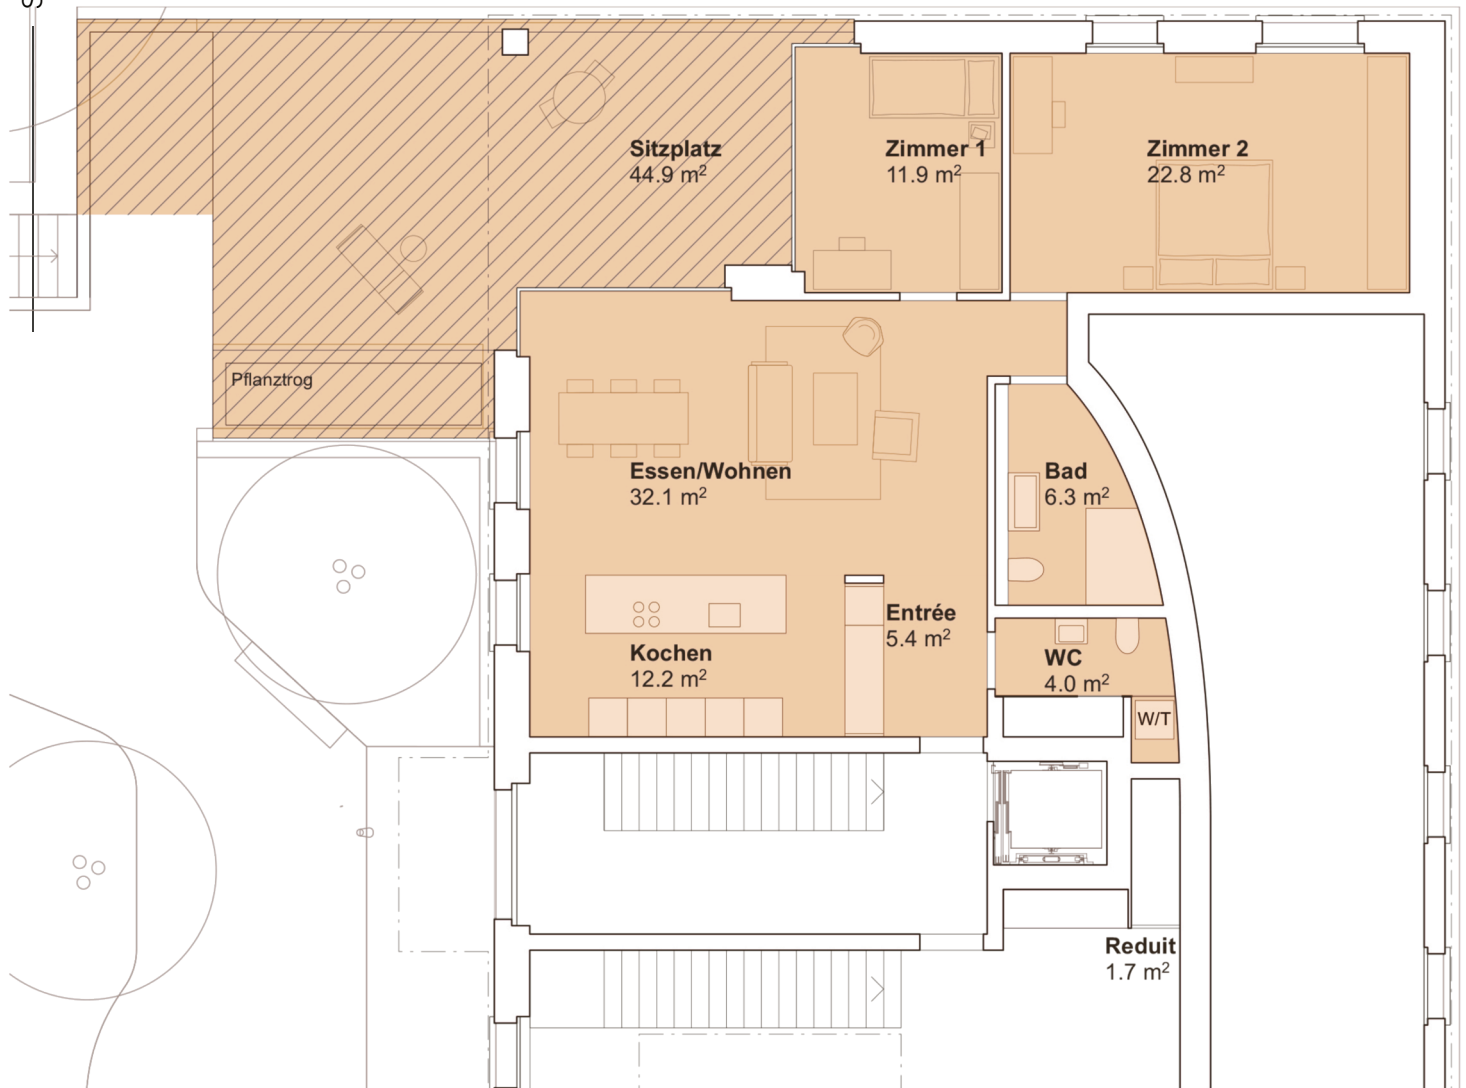 Sitzplatz
44.9 m²
Zimmer 1
11.9 m²
Zimmer 2
22.8 m²
Pflanztrog
Essen/Wohnen
32.1 m²
Bad
6.3 m²
Entrée
5.4 m²
Kochen
12.2 m²
WC
4.0 m²
W/T
Reduit
1.7 m²